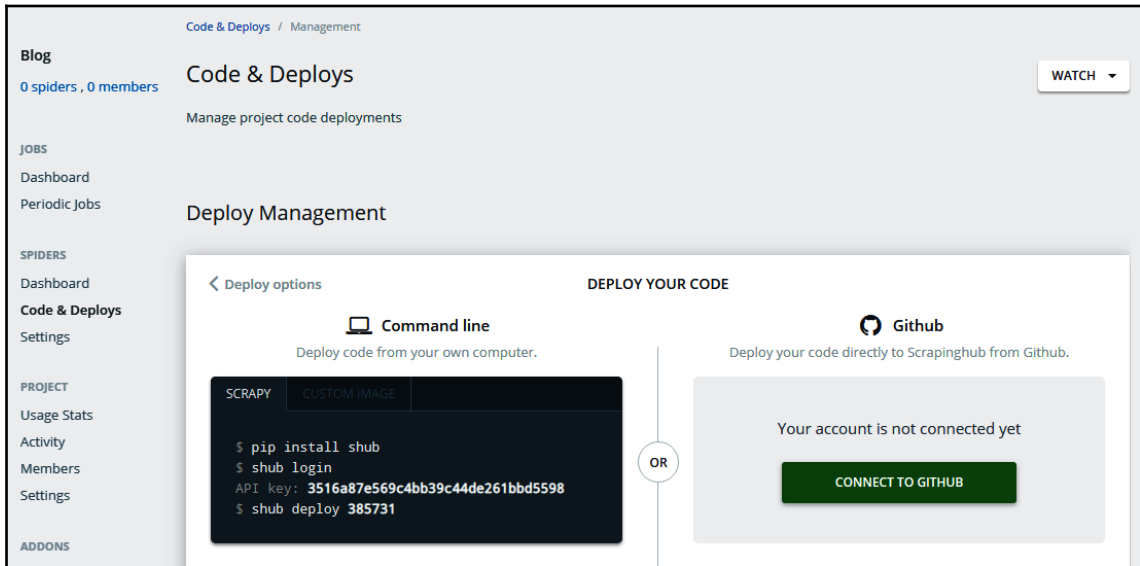 Code & Deploys / Management
Blog
0 spiders , 0 members
Code & Deploys
WATCH
Manage project code deployments
JOBS
Dashboard
Periodic Jobs
Deploy Management
SPIDERS
Dashboard
Code & Deploys
Settings
Deploy options
DEPLOY YOUR CODE
Command line
Deploy code from your own computer.
SCRAPY
CUSTOM IMAGE
$ pip install shub
$ shub login
API key: 3516a87e569c4bb39c44de261bbd5598
$ shub deploy 385731
OR
Github
Deploy your code directly to Scrapinghub from Github.
Your account is not connected yet
CONNECT TO GITHUB
PROJECT
Usage Stats
Activity
Members
Settings
ADDONS